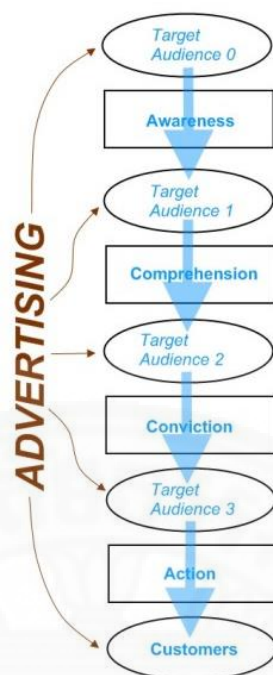 Target
Audience 0
Awareness
Target
Audience 1
Comprehension
Target
Audience 2
Conviction
Target
Audience 3
Action
Customers
ADVERTISING